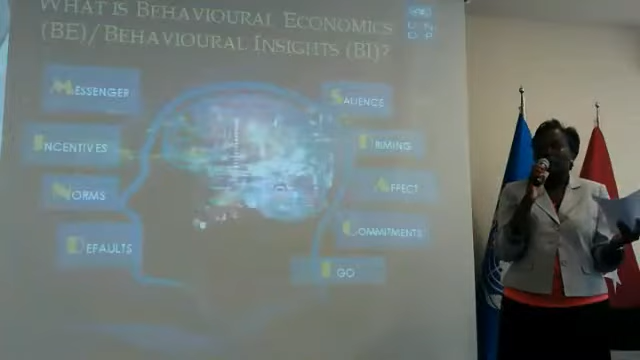 WHAT IS BEHAVIOURAL ECONOMICS
(BE)/BEHAVIOURAL INSIGHTS (BI)?
U N
D P
MESSENGER
SALIENCE
INCENTIVES
PRIMING
NORMS
AFFECT
DEFAULTS
COMMITMENTS
EGO